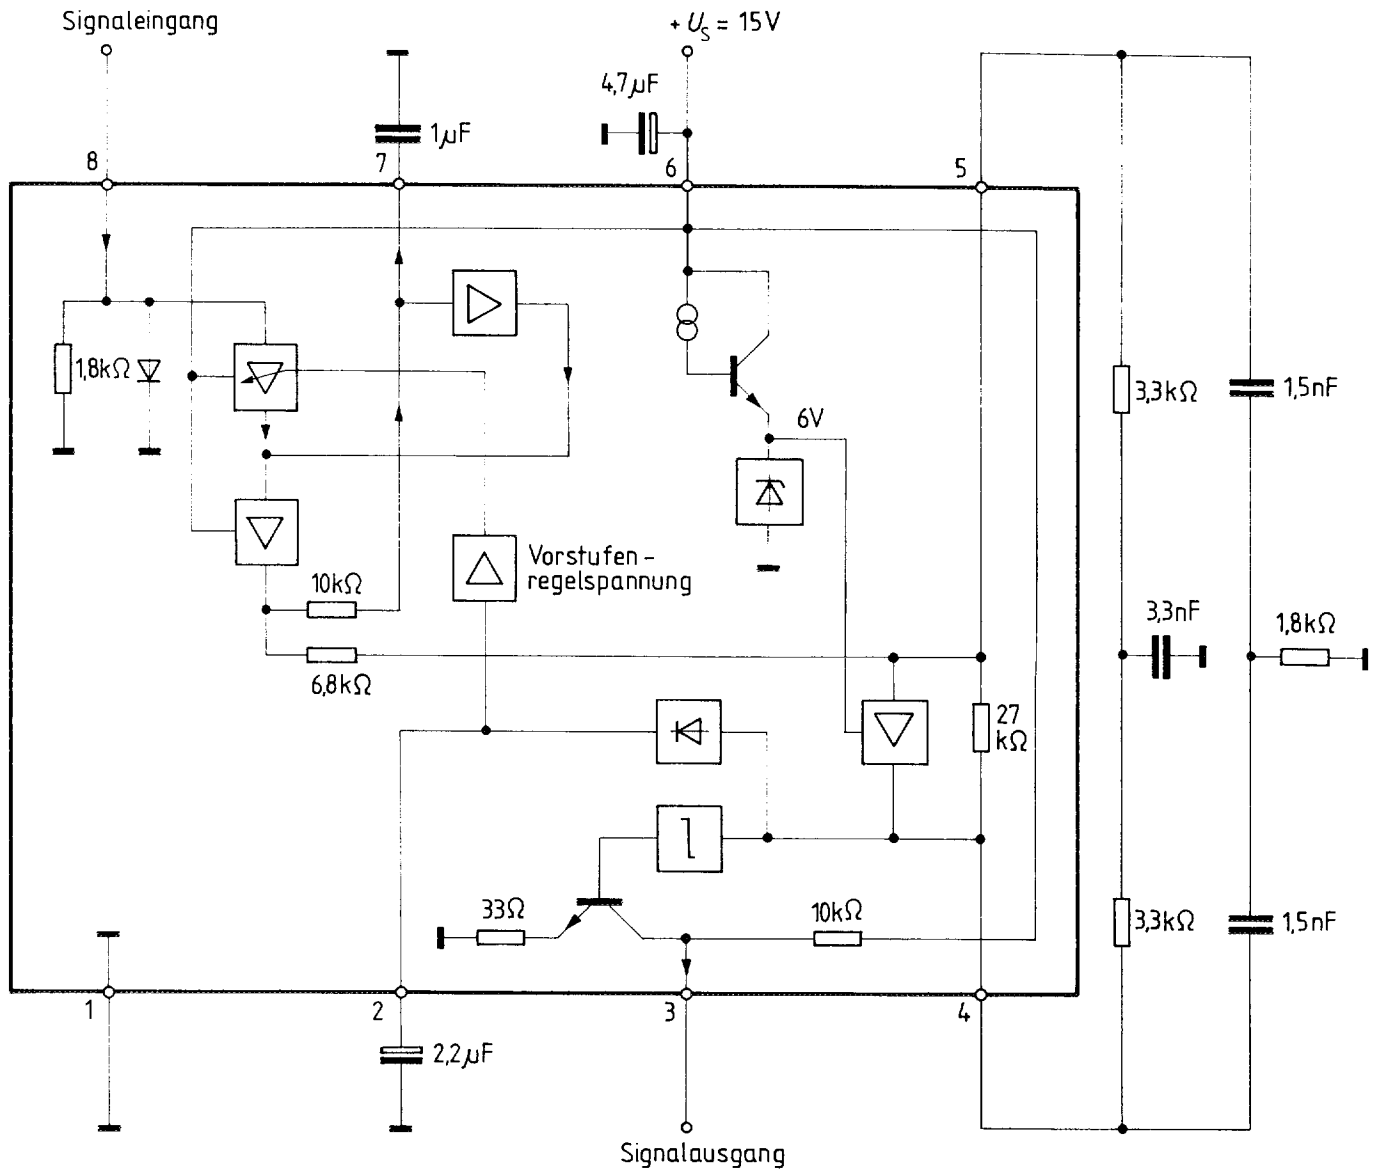 Signaleingang
+ U_S = 15V
4,7µF
1µF
8
7
6
5
1,8kΩ
3,3kΩ
1,5nF
6V
Vorstufen-
regelspannung
10kΩ
6,8kΩ
3,3nF
1,8kΩ
27
kΩ
33Ω
10kΩ
3,3kΩ
1,5nF
1
2
3
4
2,2µF
Signalausgang